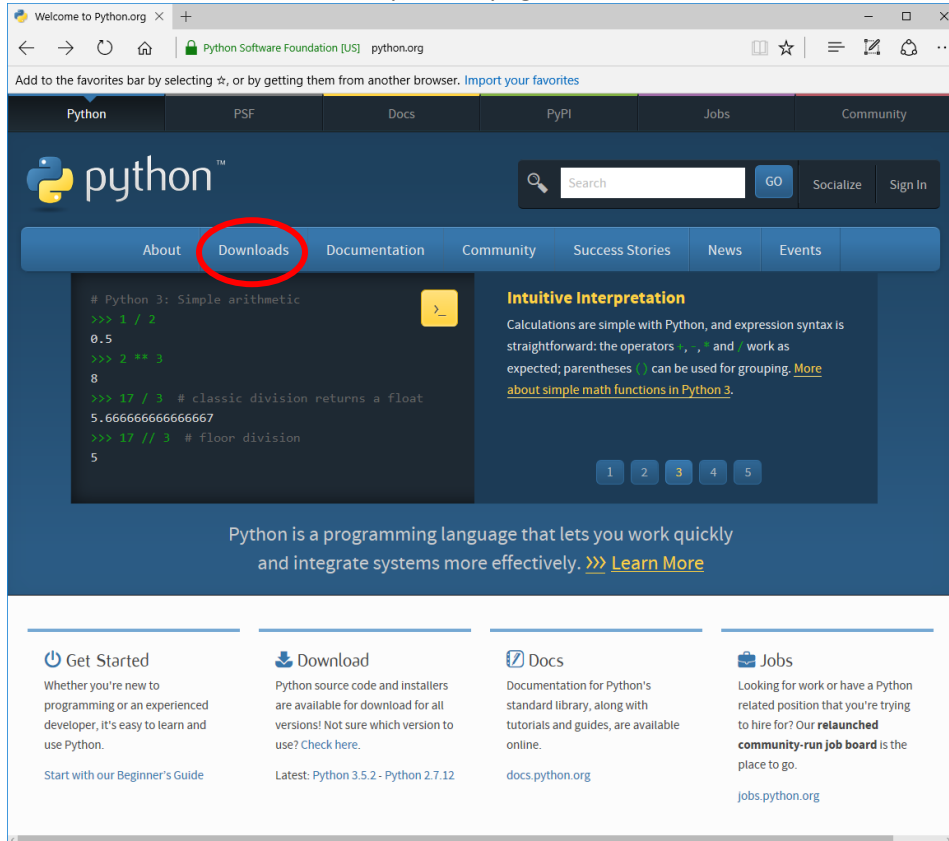 Welcome to Python.org
Python Software Foundation [US] python.org
Add to the favorites bar by selecting ☆, or by getting them from another browser. Import your favorites
Python PSF Docs PyPI Jobs Community
python™
Search GO Socialize Sign In
About Downloads Documentation Community Success Stories News Events
# Python 3: Simple arithmetic
>>> 1 / 2
0.5
>>> 2 ** 3
8
>>> 17 / 3  # classic division returns a float
5.666666666666667
>>> 17 // 3  # floor division
5
>_
Intuitive Interpretation
Calculations are simple with Python, and expression syntax is
straightforward: the operators +, -, * and / work as
expected; parentheses () can be used for grouping. More
about simple math functions in Python 3.
1 2 3 4 5
Python is a programming language that lets you work quickly
and integrate systems more effectively. >>> Learn More
Get Started
Whether you're new to
programming or an experienced
developer, it's easy to learn and
use Python.
Start with our Beginner's Guide
Download
Python source code and installers
are available for download for all
versions! Not sure which version to
use? Check here.
Latest: Python 3.5.2 - Python 2.7.12
Docs
Documentation for Python's
standard library, along with
tutorials and guides, are available
online.
docs.python.org
Jobs
Looking for work or have a Python
related position that you're trying
to hire for? Our relaunched
community-run job board is the
place to go.
jobs.python.org